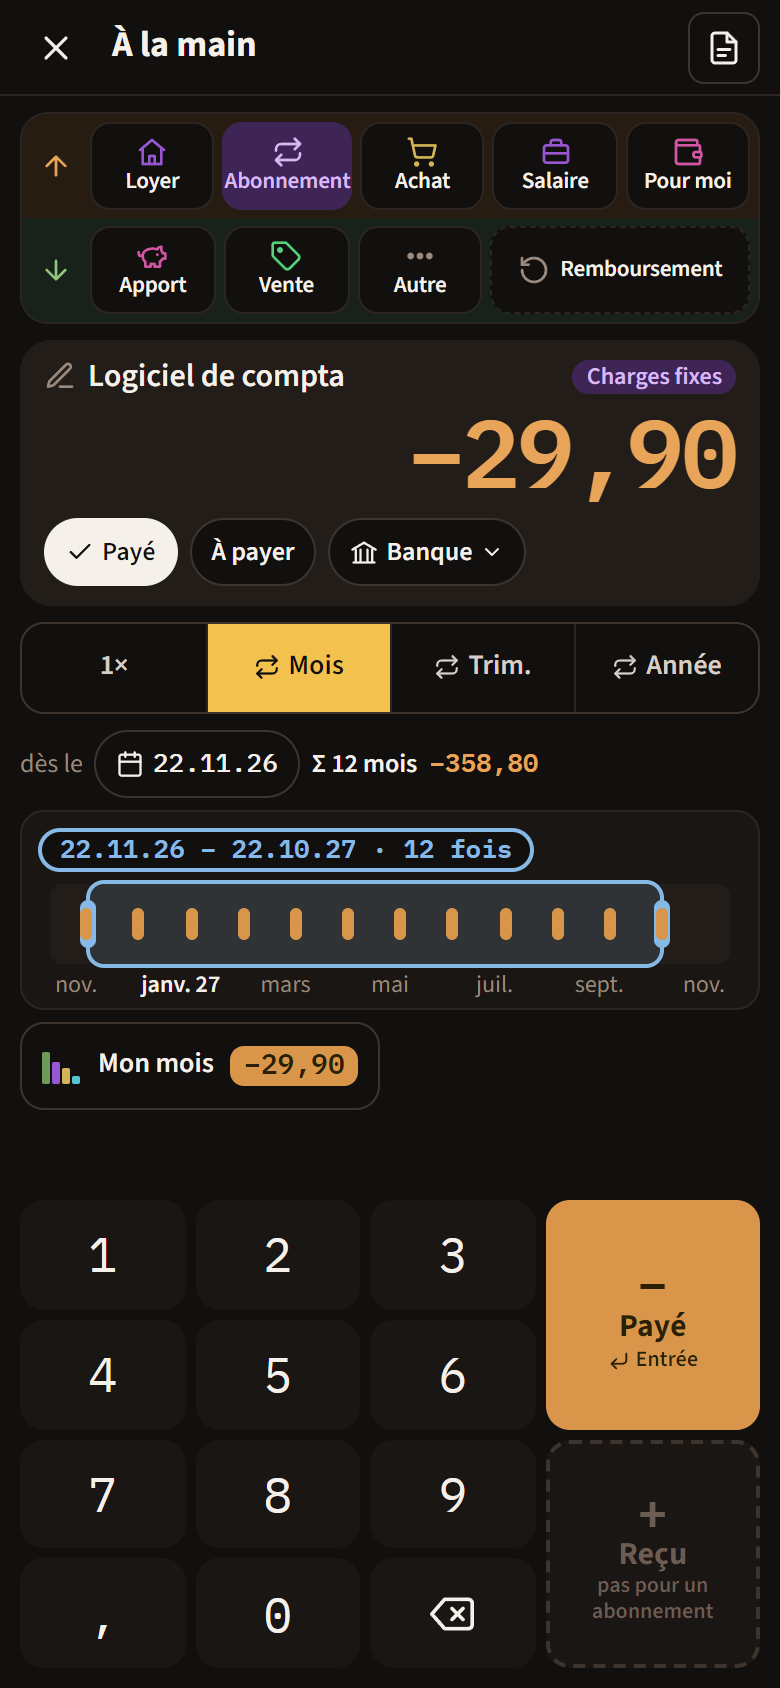 À la main
Loyer Abonnement Achat Salaire Pour moi
Apport Vente Autre Remboursement
Logiciel de compta Charges fixes
−29,90
Payé À payer Banque
1× Mois Trim. Année
dès le 22.11.26 Σ 12 mois −358,80
22.11.26 – 22.10.27 · 12 fois
nov. janv. 27 mars mai juil. sept. nov.
Mon mois −29,90
1 2 3
−
Payé
Entrée
4 5 6
7 8 9
+
Reçu
pas pour un
abonnement
, 0